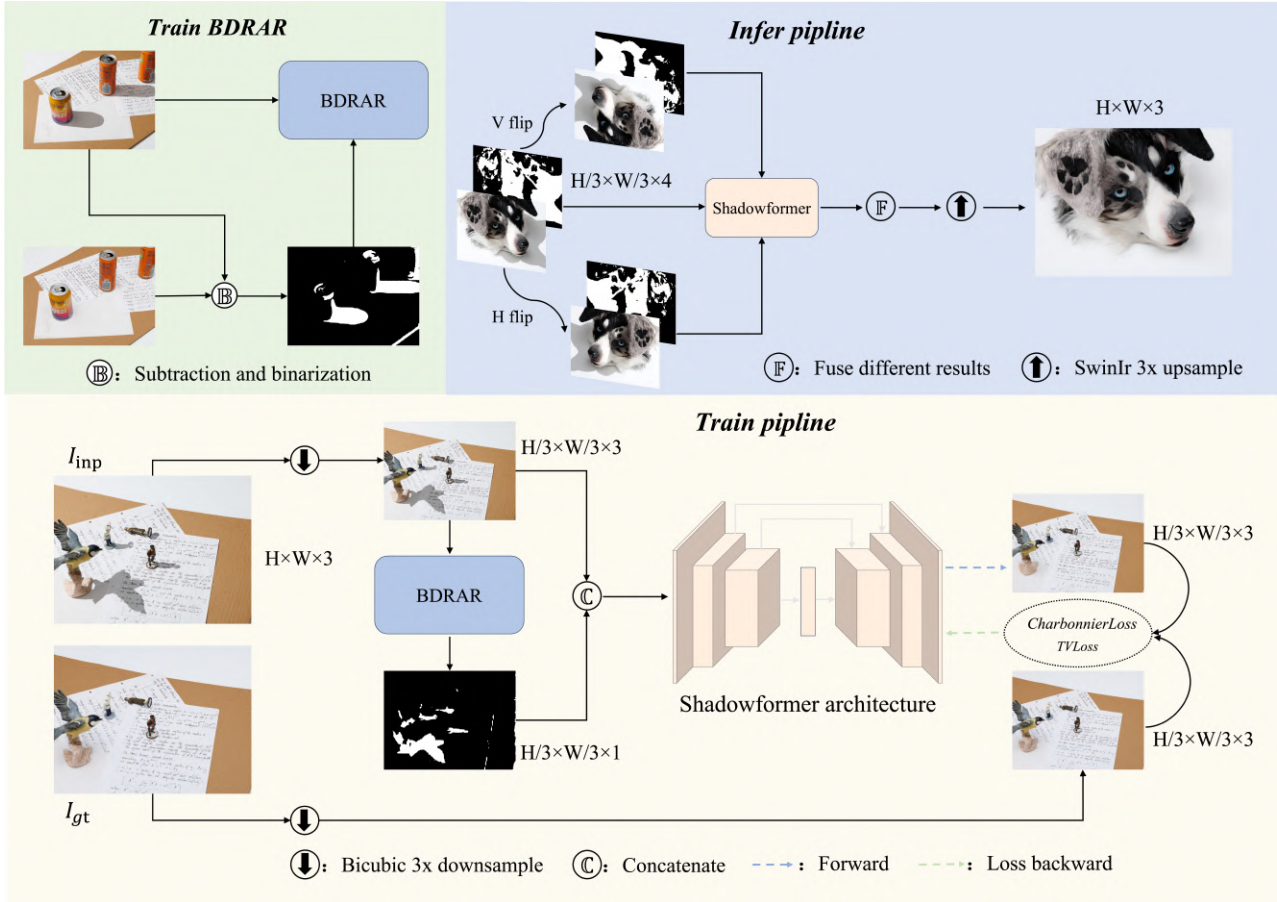 Train BDRAR
BDRAR
𝔹
𝔹: Subtraction and binarization
Infer pipline
V flip
H/3×W/3×4
H flip
Shadowformer
𝔽
H×W×3
𝔽: Fuse different results
: SwinIr 3x upsample
Train pipline
I_inp
H×W×3
I_gt
H/3×W/3×3
BDRAR
H/3×W/3×1
ℂ
Shadowformer architecture
H/3×W/3×3
CharbonnierLoss
TVLoss
H/3×W/3×3
: Bicubic 3x downsample
ℂ: Concatenate
: Forward
: Loss backward